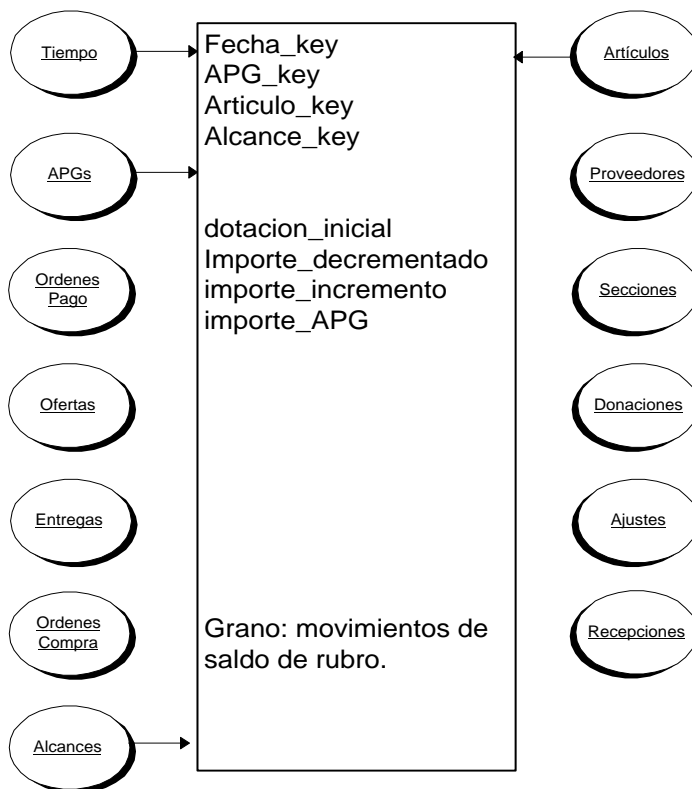 Tiempo
APGs
Ordenes
Pago
Ofertas
Entregas
Ordenes
Compra
Alcances
Fecha_key
APG_key
Articulo_key
Alcance_key
dotacion_inicial
Importe_decrementado
importe_incremento
importe_APG
Grano: movimientos de
saldo de rubro.
Artículos
Proveedores
Secciones
Donaciones
Ajustes
Recepciones